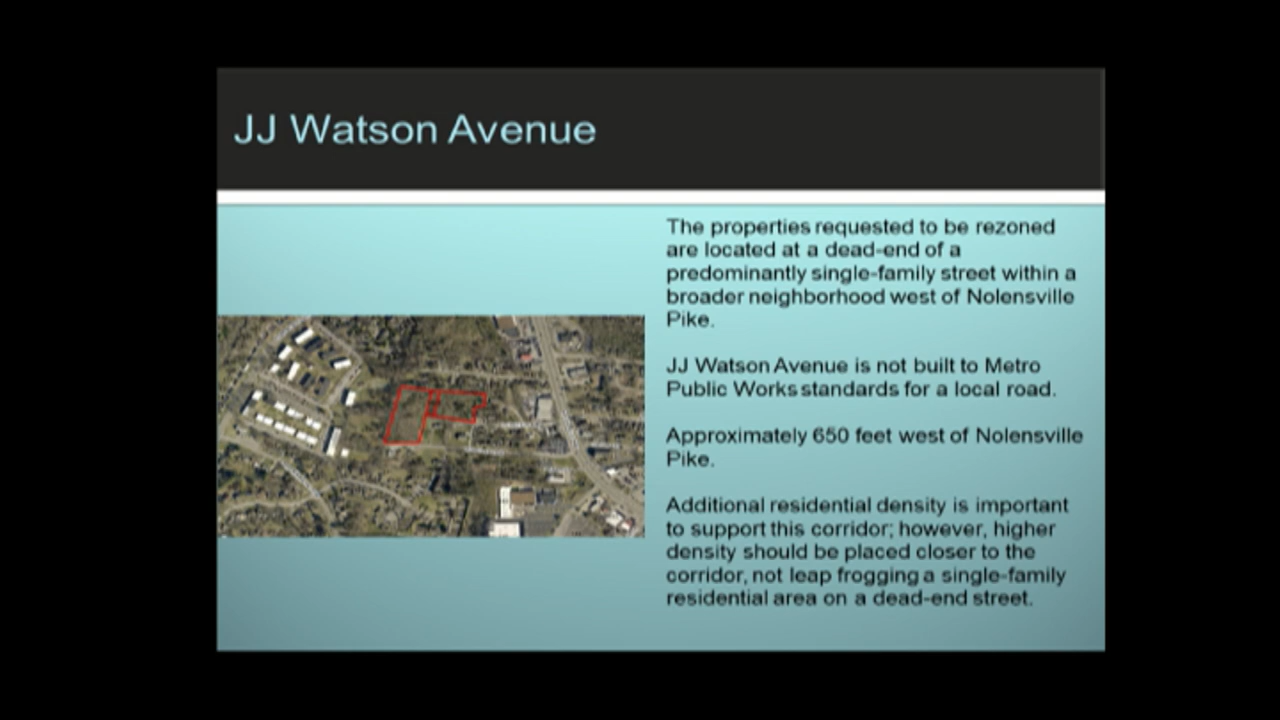 JJ Watson Avenue
The properties requested to be rezoned
are located at a dead-end of a
predominantly single-family street within a
broader neighborhood west of Nolensville
Pike.
JJ Watson Avenue is not built to Metro
Public Works standards for a local road.
Approximately 650 feet west of Nolensville
Pike.
Additional residential density is important
to support this corridor; however, higher
density should be placed closer to the
corridor, not leap frogging a single-family
residential area on a dead-end street.